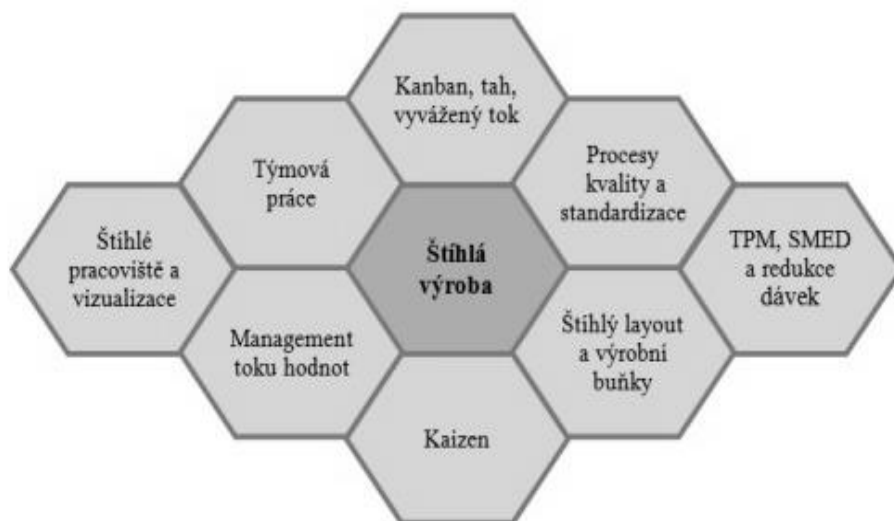 Kanban, tah,
vyvážený tok
Týmová
práce
Procesy
kvality a
standardizace
Štíhlé
pracoviště a
vizualizace
Štíhlá
výroba
TPM, SMED
a redukce
dávek
Management
toku hodnot
Štíhlý layout
a výrobní
buňky
Kaizen